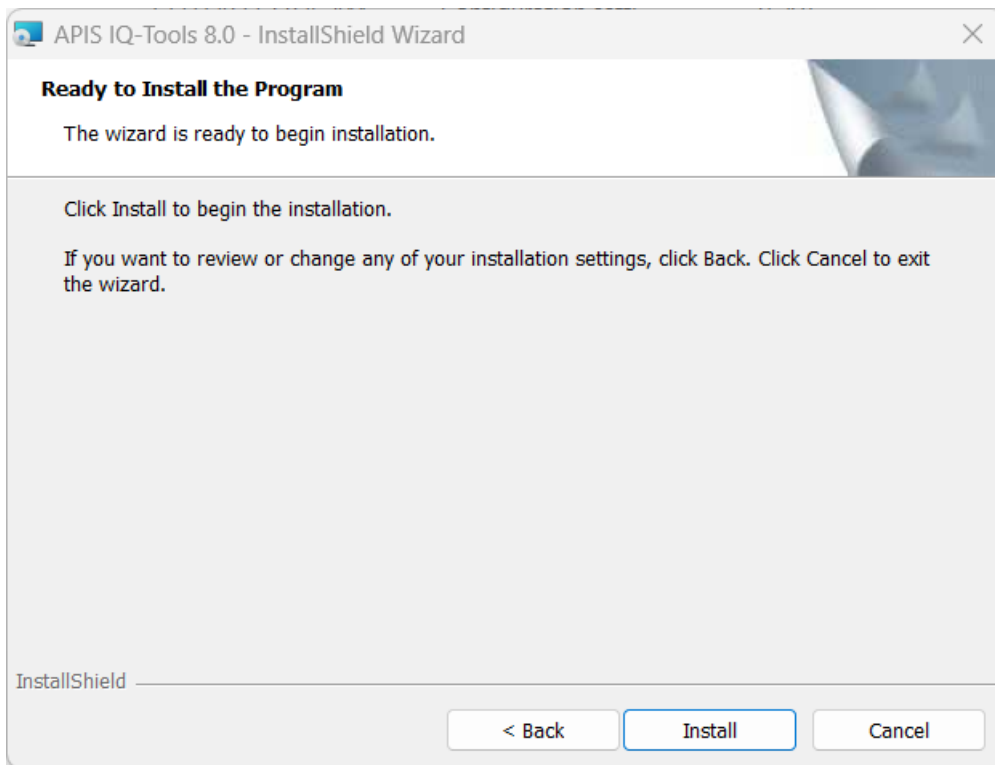 APIS IQ-Tools 8.0 - InstallShield Wizard
Ready to Install the Program
The wizard is ready to begin installation.
Click Install to begin the installation.
If you want to review or change any of your installation settings, click Back. Click Cancel to exit
the wizard.
InstallShield
< Back
Install
Cancel